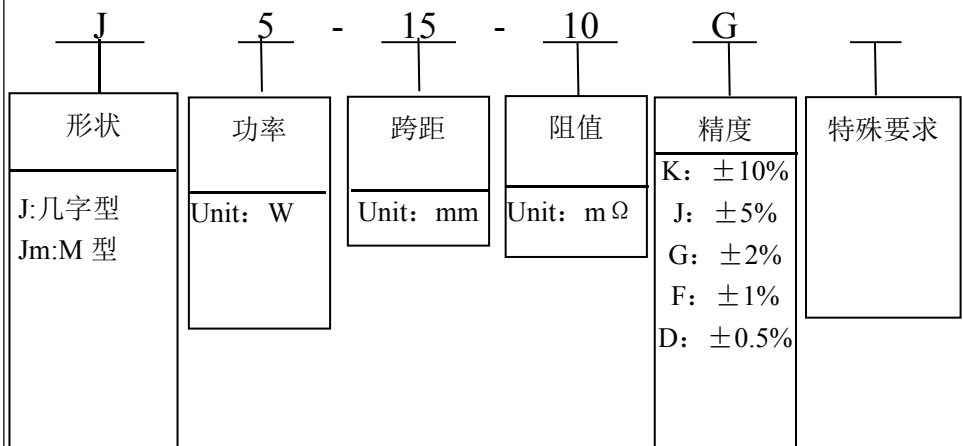 J 5 - 15 - 10 G
形状 功率 跨距 阻值 精度 特殊要求
J:几字型
Jm:M 型
Unit：W
Unit：mm
Unit：mΩ
K：±10%
J：±5%
G：±2%
F：±1%
D：±0.5%